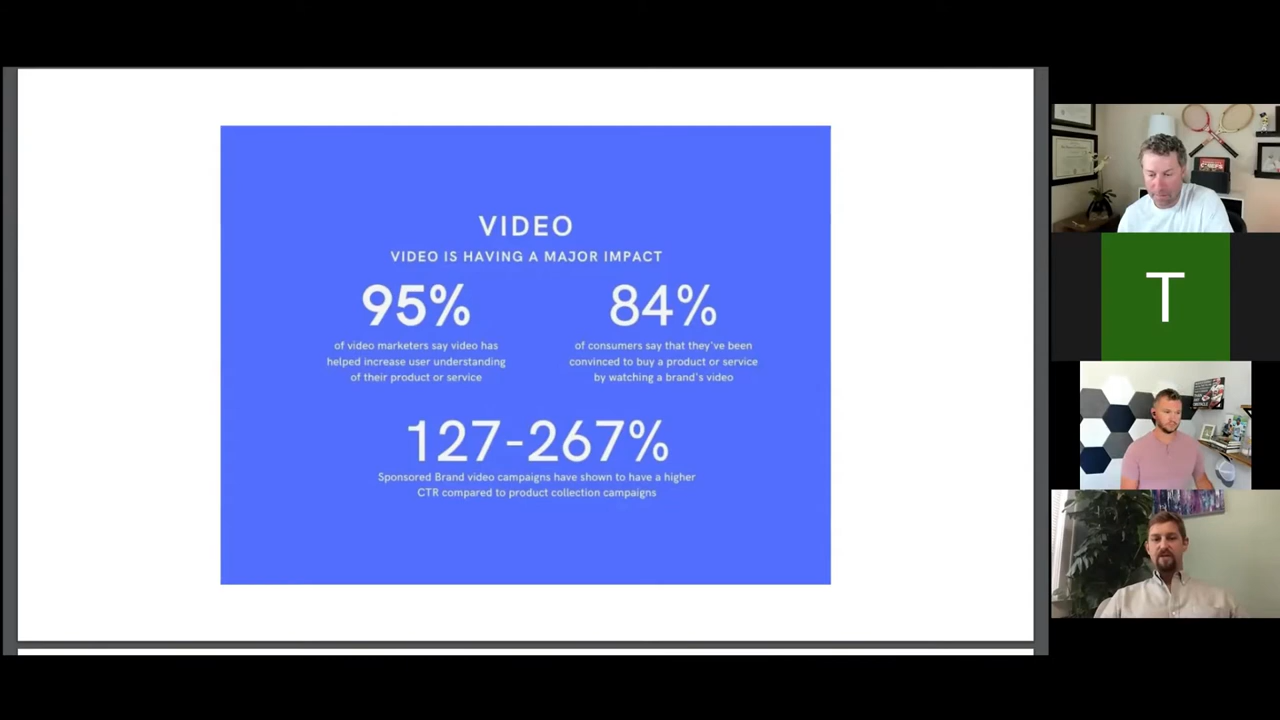 VIDEO
VIDEO IS HAVING A MAJOR IMPACT
95%
of video marketers say video has
helped increase user understanding
of their product or service
84%
of consumers say that they've been
convinced to buy a product or service
by watching a brand's video
127-267%
Sponsored Brand video campaigns have shown to have a higher
CTR compared to product collection campaigns
T